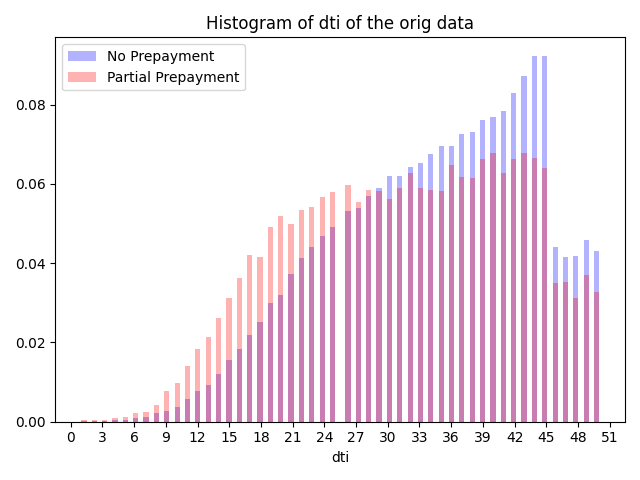 Histogram of dti of the orig data
No Prepayment
Partial Prepayment
0.08
0.06
0.04
0.02
0.00
0 3 6 9 12 15 18 21 24 27 30 33 36 39 42 45 48 51
dti